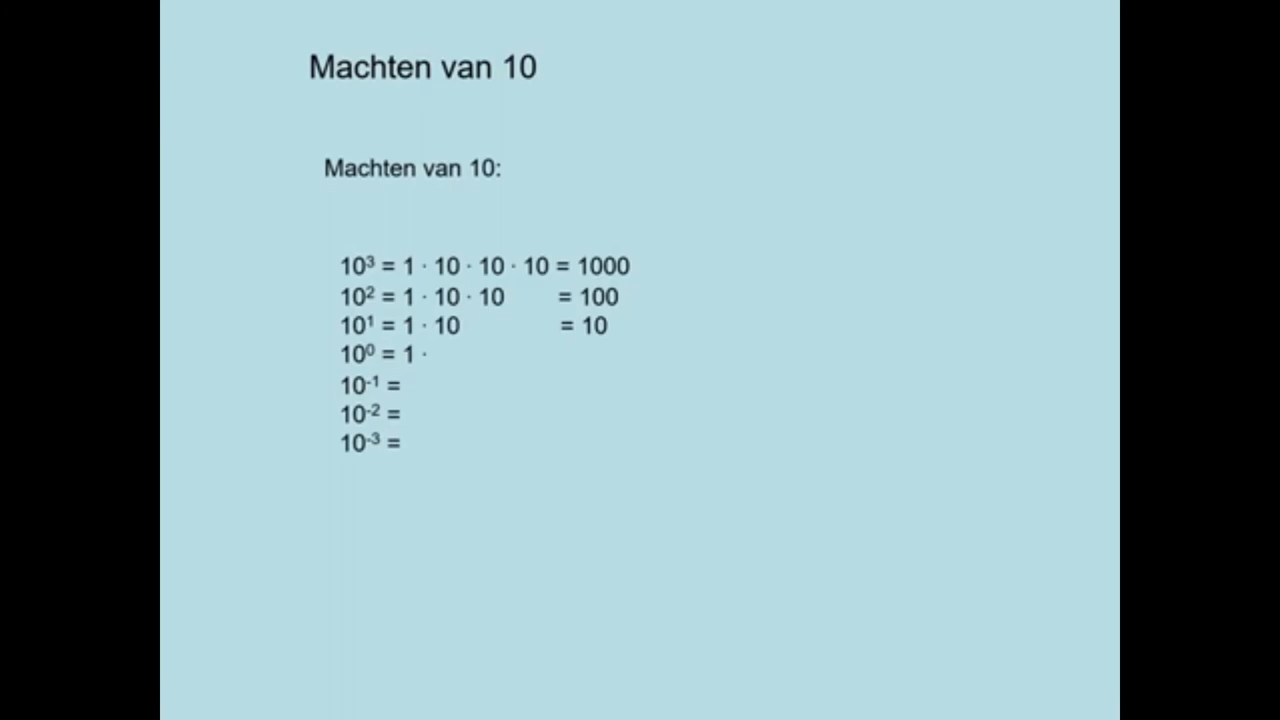 Machten van 10
Machten van 10:
10³ = 1 · 10 · 10 · 10 = 1000
10² = 1 · 10 · 10 = 100
10¹ = 1 · 10 = 10
10⁰ = 1 ·
10⁻¹ =
10⁻² =
10⁻³ =